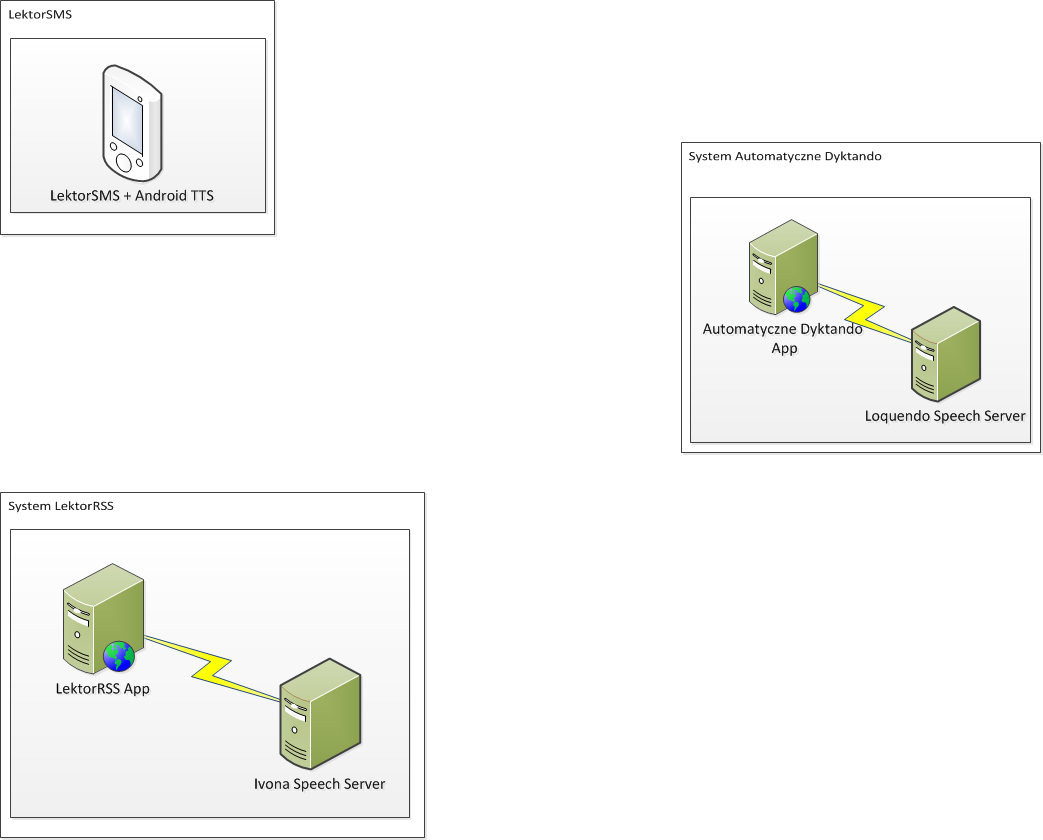 LektorSMS
LektorSMS + Android TTS
System Automatyczne Dyktando
Automatyczne Dyktando
App
Loquendo Speech Server
System LektorRSS
LektorRSS App
Ivona Speech Server